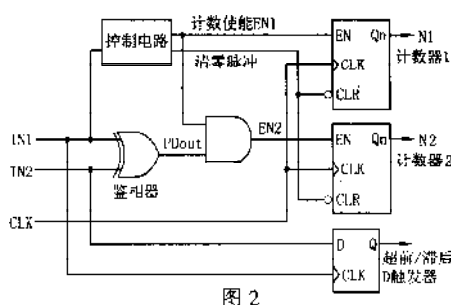 计数使能EN1
控制电路
清零脉冲
EN Qn N1
计数器1
CLK
CLR
IN1
IN2
PDout
鉴相器
EN2
EN Qn N2
计数器2
CLK
CLR
CLK
D Q
超前/滞后
D触发器
CLK
图2